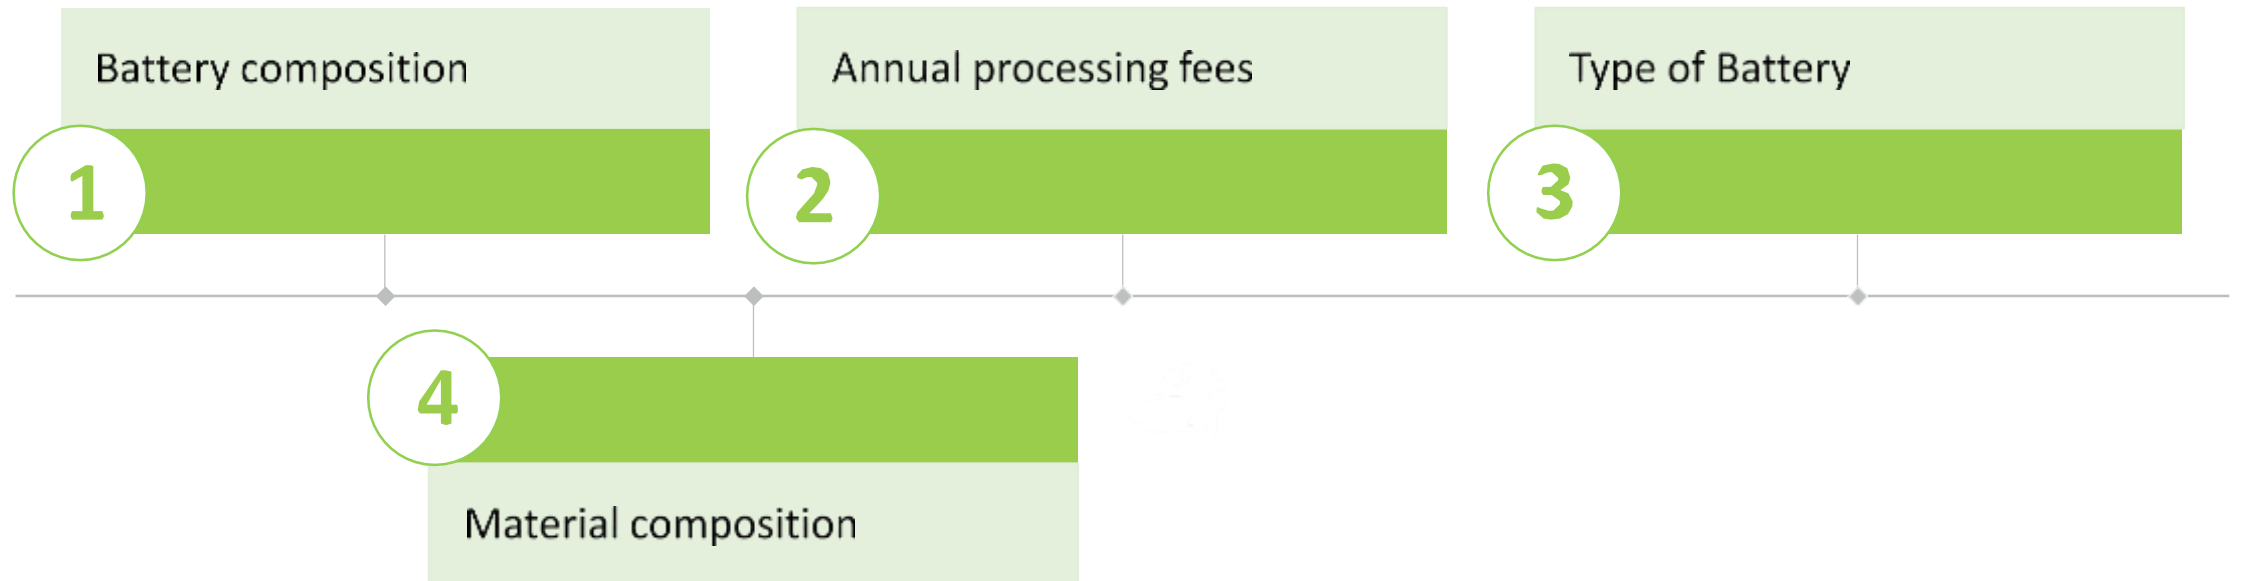 Battery composition
1
Annual processing fees
2
Type of Battery
3
4
Material composition